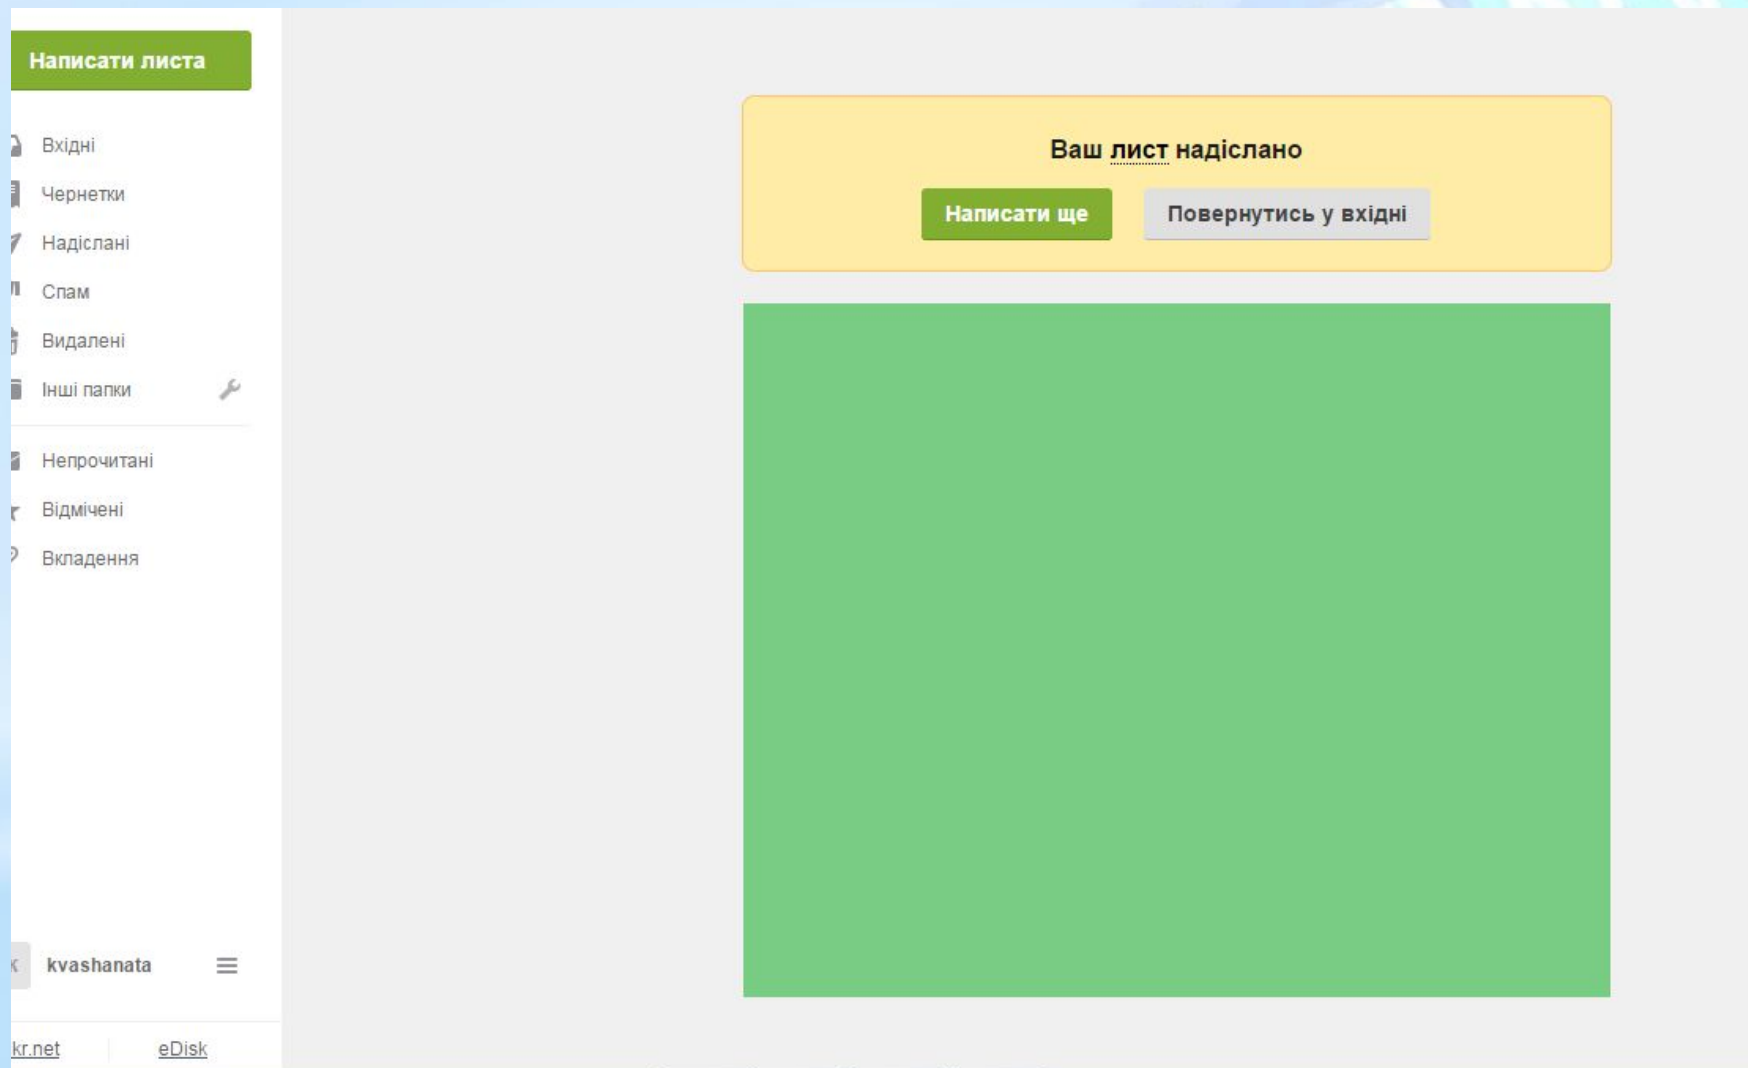 Написати листа
Вхідні
Чернетки
Надіслані
Спам
Видалені
Інші папки
Непрочитані
Відмічені
Вкладення
K kvashanata
kr.net eDisk
Ваш лист надіслано
Написати ще Повернутись у вхідні